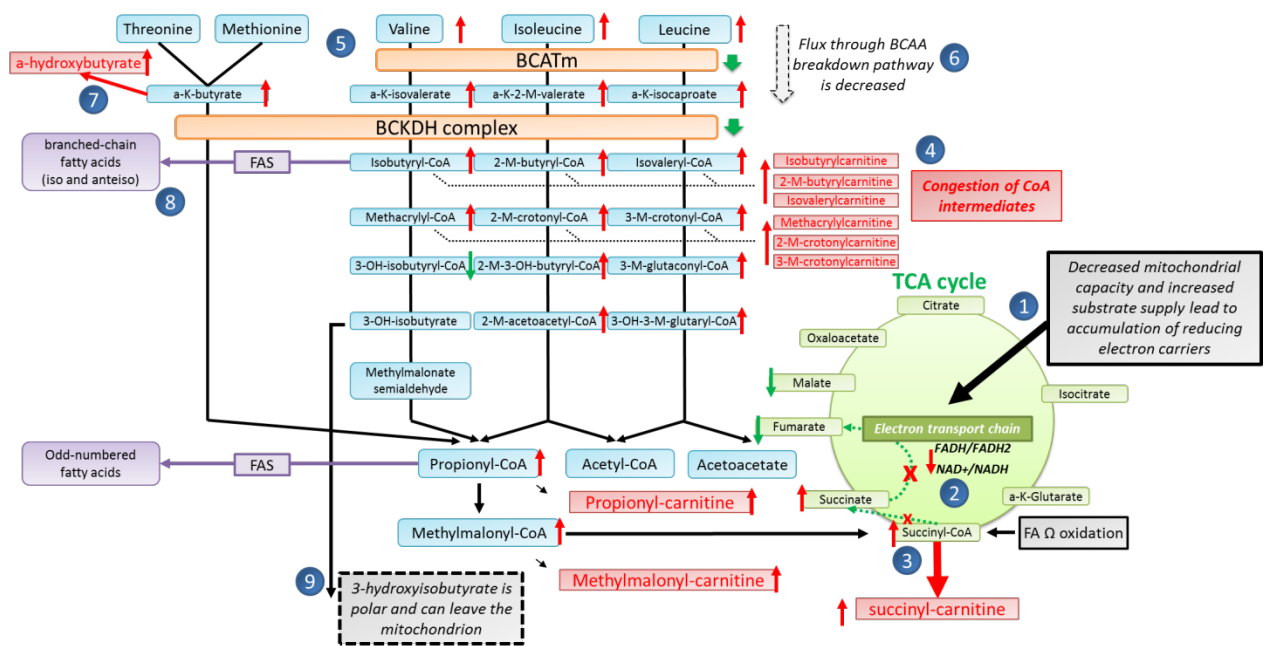 Threonine
Methionine
5
Valine
Isoleucine
Leucine
Flux through BCAA
breakdown pathway
is decreased
6
a-hydroxybutyrate
BCATm
7
a-K-butyrate
a-K-isovalerate
a-K-2-M-valerate
a-K-isocaproate
BCKDH complex
branched-chain
fatty acids
(iso and anteiso)
FAS
8
Isobutyryl-CoA
2-M-butyryl-CoA
Isovaleryl-CoA
Isobutyrylcarnitine
2-M-butyrylcarnitine
Isovalerylcarnitine
4
Congestion of CoA
intermediates
Methacrylyl-CoA
2-M-crotonyl-CoA
3-M-crotonyl-CoA
Methacrylylcarnitine
2-M-crotonylcarnitine
3-M-crotonylcarnitine
3-OH-isobutyryl-CoA
2-M-3-OH-butyryl-CoA
3-M-glutaconyl-CoA
TCA cycle
1
Decreased mitochondrial
capacity and increased
substrate supply lead to
accumulation of reducing
electron carriers
3-OH-isobutyrate
2-M-acetoacetyl-CoA
3-OH-3-M-glutaryl-CoA
Citrate
Oxaloacetate
Methylmalonate
semialdehyde
Malate
Isocitrate
Fumarate
Electron transport chain
FADH/FADH2
NAD+/NADH
X
2
Odd-numbered
fatty acids
FAS
Propionyl-CoA
Acetyl-CoA
Acetoacetate
Propionyl-carnitine
Succinate
a-K-Glutarate
X
Methylmalonyl-CoA
Succinyl-CoA
FA Ω oxidation
3
9
3-hydroxyisobutyrate is
polar and can leave the
mitochondrion
Methylmalonyl-carnitine
succinyl-carnitine